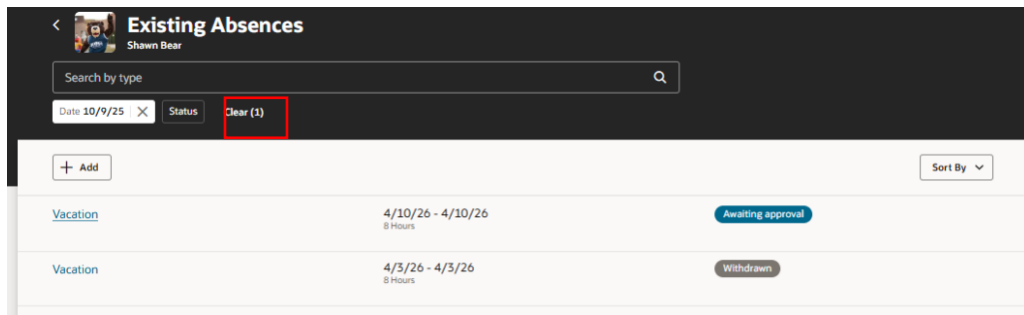 Existing Absences
Shawn Bear
Search by type
Date 10/9/25 Status Clear (1)
+ Add Sort By
Vacation 4/10/26 - 4/10/26 Awaiting approval
8 Hours
Vacation 4/3/26 - 4/3/26 Withdrawn
8 Hours